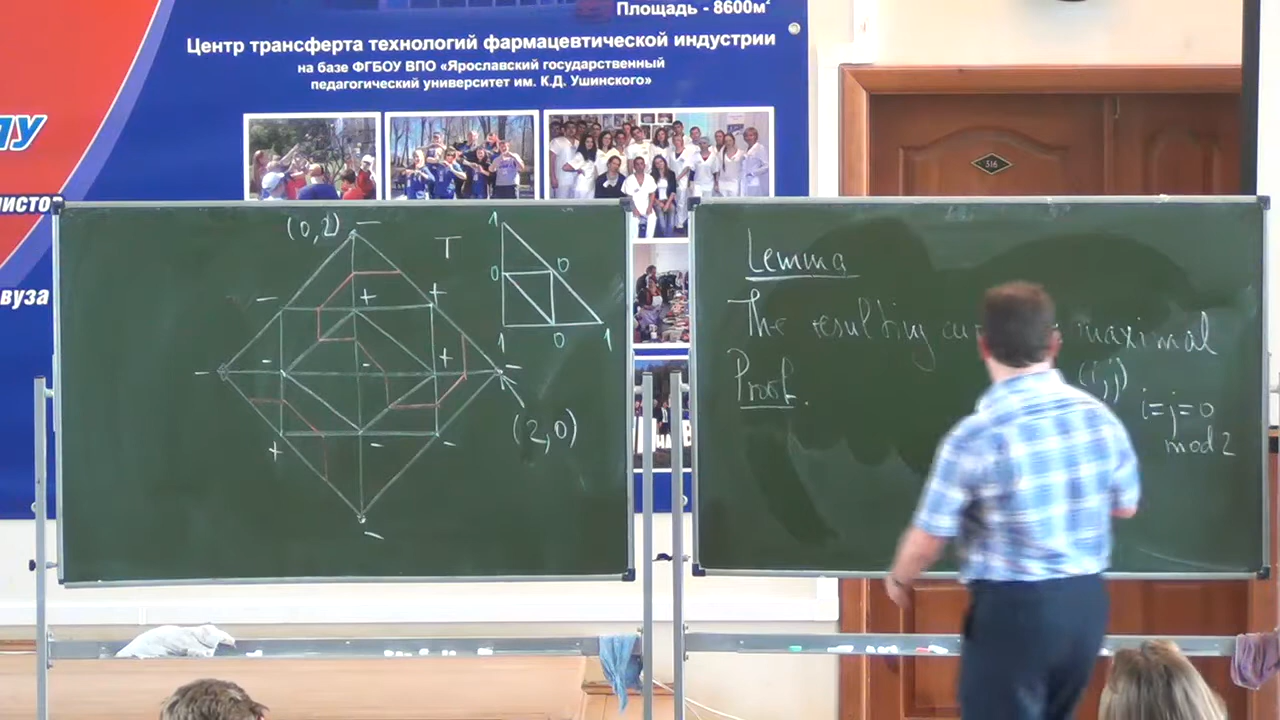 Площадь - 8600м²
Центр трансферта технологий фармацевтической индустрии
на базе ФГБОУ ВПО «Ярославский государственный
педагогический университет им. К.Д. Ушинского»
вуза
516
(0,2) −
T
1
0
0
1
0
1
−
+
+
−
+
−
(2,0)
+
−
−
−
Lemma
The resulting maximal
Proof.
(i,j)
i=j=0
mod 2